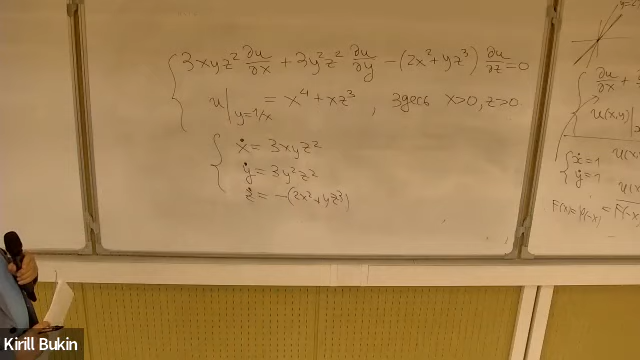 3xyz² ∂u/∂x + 3y²z² ∂u/∂y − (2x² + yz³) ∂u/∂z = 0
u|y=1/x = x⁴ + xz³ , здесь x>0, z>0
ẋ = 3xyz²
ẏ = 3y²z²
ż = −(2x² + yz³)
∂u/∂x +
u(x,y)|
ẋ = 1
ẏ = 1
Kirill Bukin